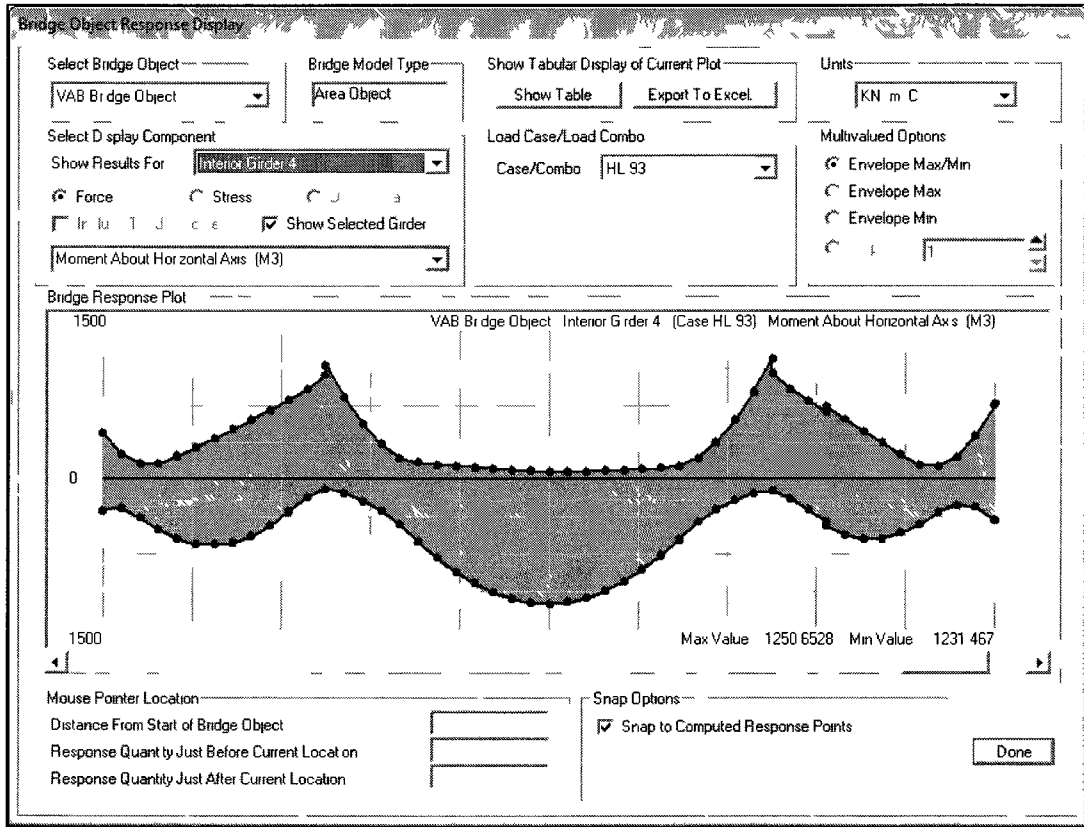 Bridge Object Response Display
Select Bridge Object
VAB Bridge Object
Bridge Model Type
Area Object
Show Tabular Display of Current Plot
Show Table
Export To Excel
Units
KN m C
Select Display Component
Show Results For
Interior Girder 4
Force
Stress
Show Selected Girder
Moment About Horizontal Axis (M3)
Load Case/Load Combo
Case/Combo
HL 93
Multivalued Options
Envelope Max/Min
Envelope Max
Envelope Min
1
Bridge Response Plot
1500
VAB Bridge Object Interior Girder 4 (Case HL 93) Moment About Horizontal Axis (M3)
0
1500
Max Value 1250 6528 Min Value 1231 467
Mouse Pointer Location
Distance From Start of Bridge Object
Response Quantity Just Before Current Location
Response Quantity Just After Current Location
Snap Options
Snap to Computed Response Points
Done